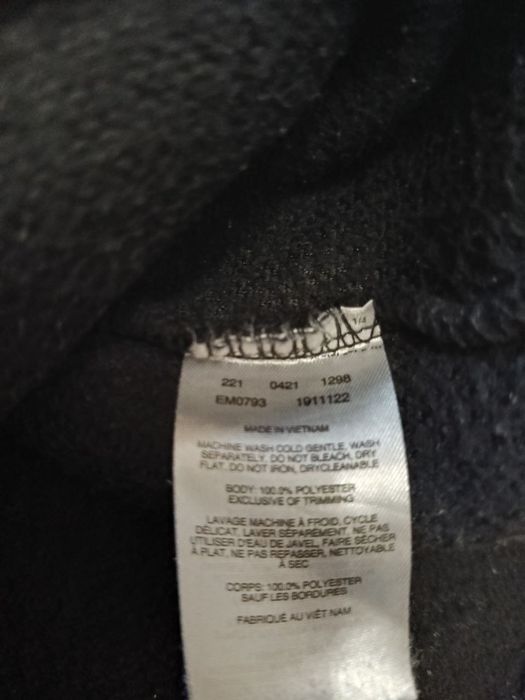 1/4
221 0421 1298
EM0793 1911122
MADE IN VIETNAM
MACHINE WASH COLD GENTLE, WASH
SEPARATELY, DO NOT BLEACH, DRY
FLAT, DO NOT IRON, DRYCLEANABLE
BODY: 100.0% POLYESTER
EXCLUSIVE OF TRIMMING
LAVAGE MACHINE À FROID, CYCLE
DÉLICAT, LAVER SÉPAREMENT, NE PAS
UTILISER D'EAU DE JAVEL, FAIRE SÉCHER
À PLAT, NE PAS REPASSER, NETTOYABLE
À SEC
CORPS: 100.0% POLYESTER
SAUF LES BORDURES
FABRIQUÉ AU VIÊT NAM